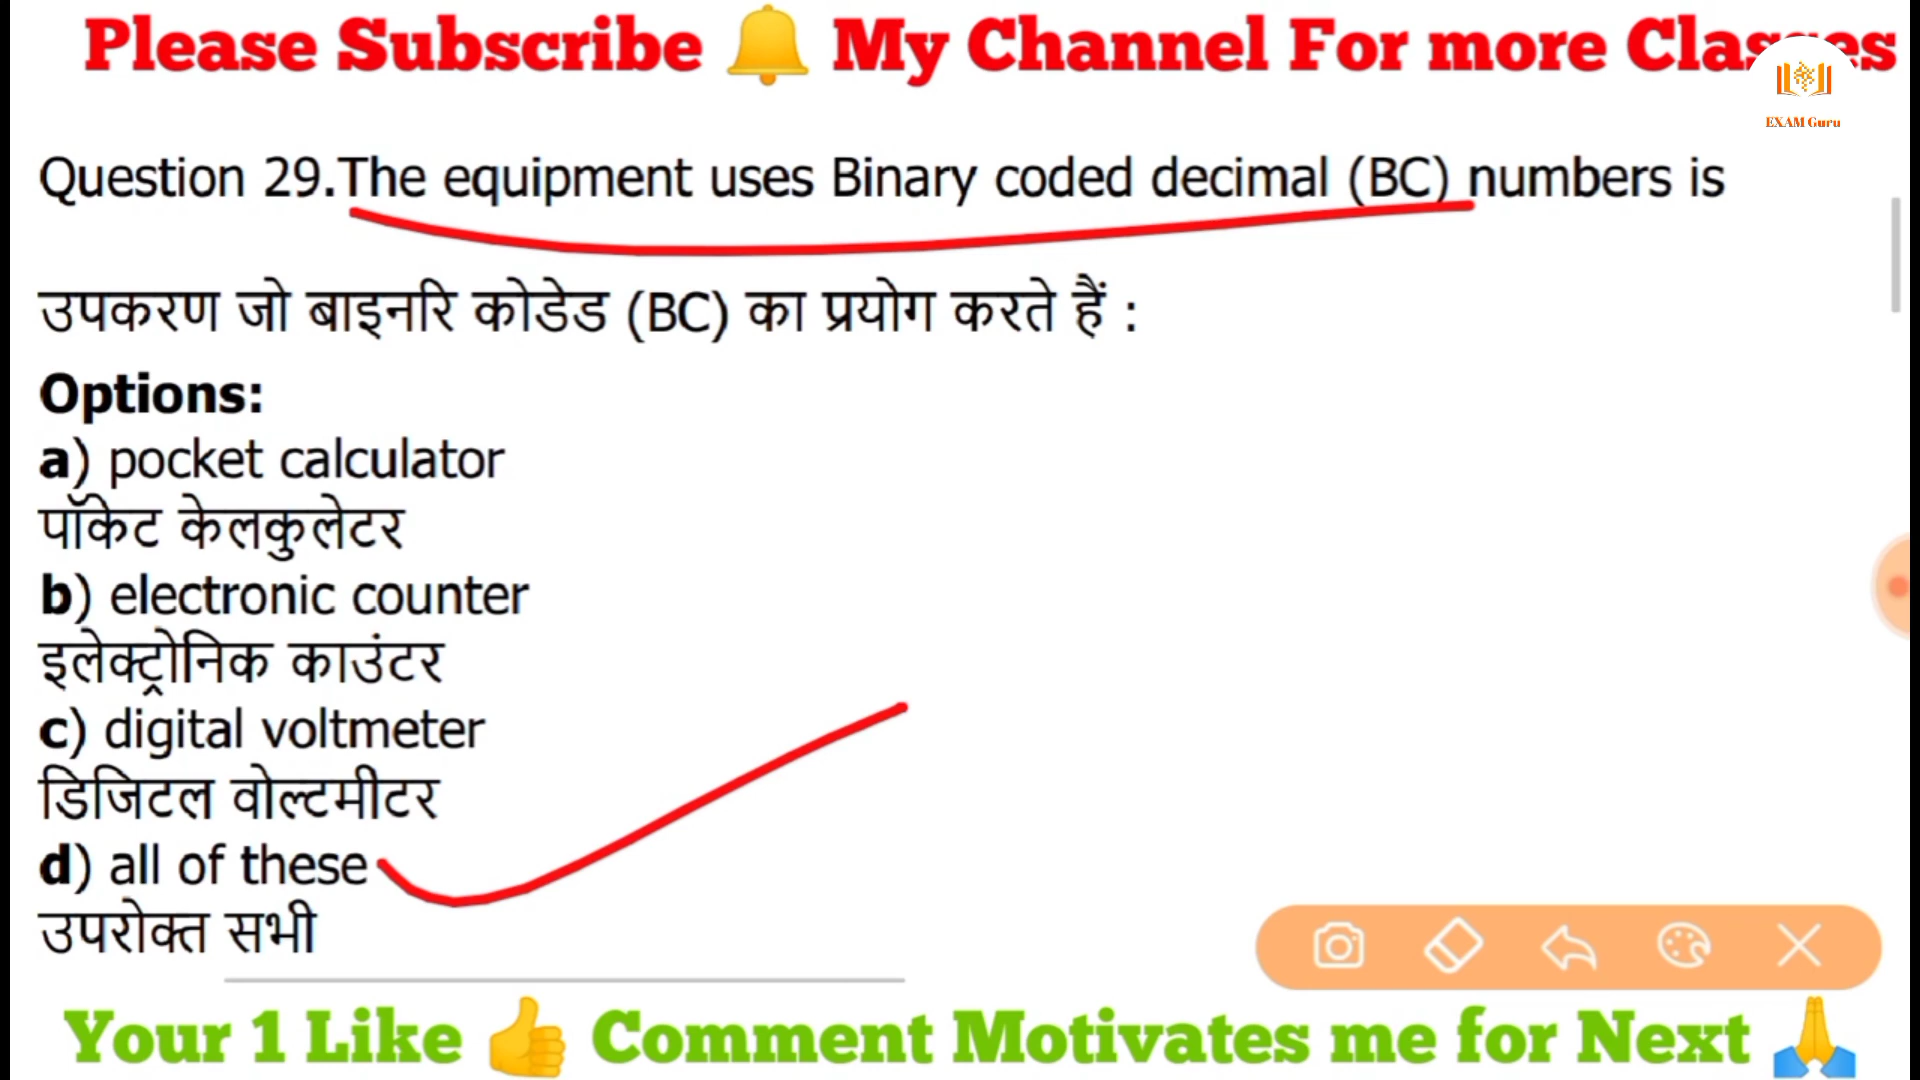 Please Subscribe 🔔 My Channel For more Classes
EXAM Guru
Question 29.The equipment uses Binary coded decimal (BC) numbers is
उपकरण जो बाइनरि कोडेड (BC) का प्रयोग करते हैं :
Options:
a) pocket calculator
पॉकेट केलकुलेटर
b) electronic counter
इलेक्ट्रोनिक काउंटर
c) digital voltmeter
डिजिटल वोल्टमीटर
d) all of these
उपरोक्त सभी
Your 1 Like 👍 Comment Motivates me for Next 🙏